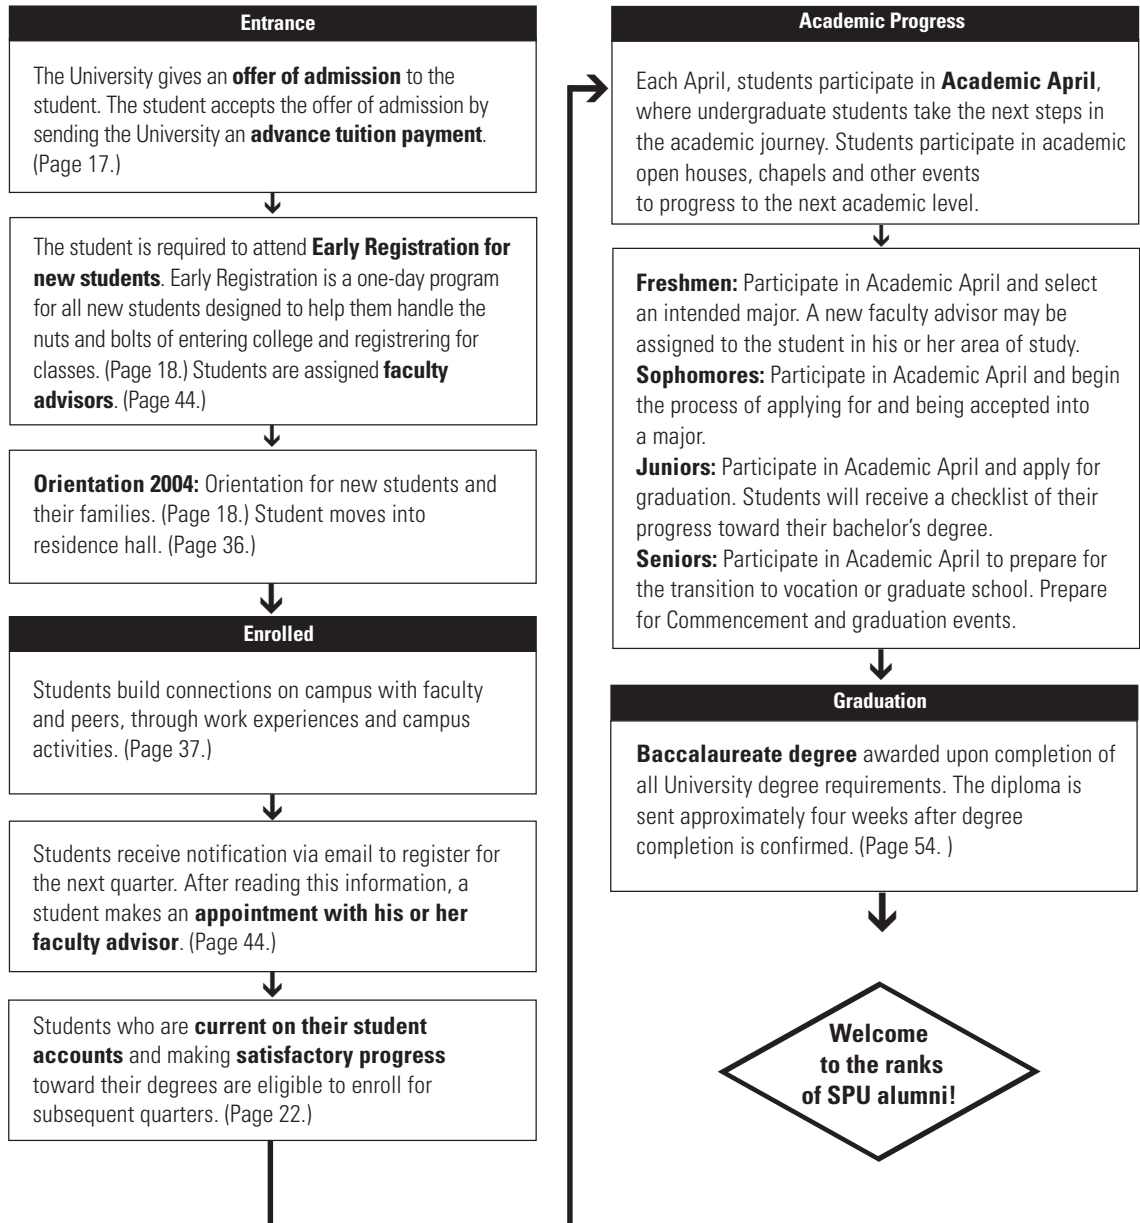 Entrance
The University gives an offer of admission to the
student. The student accepts the offer of admission by
sending the University an advance tuition payment.
(Page 17.)
The student is required to attend Early Registration for
new students. Early Registration is a one-day program
for all new students designed to help them handle the
nuts and bolts of entering college and registrering for
classes. (Page 18.) Students are assigned faculty
advisors. (Page 44.)
Orientation 2004: Orientation for new students and
their families. (Page 18.) Student moves into
residence hall. (Page 36.)
Enrolled
Students build connections on campus with faculty
and peers, through work experiences and campus
activities. (Page 37.)
Students receive notification via email to register for
the next quarter. After reading this information, a
student makes an appointment with his or her
faculty advisor. (Page 44.)
Students who are current on their student
accounts and making satisfactory progress
toward their degrees are eligible to enroll for
subsequent quarters. (Page 22.)
Academic Progress
Each April, students participate in Academic April,
where undergraduate students take the next steps in
the academic journey. Students participate in academic
open houses, chapels and other events
to progress to the next academic level.
Freshmen: Participate in Academic April and select
an intended major. A new faculty advisor may be
assigned to the student in his or her area of study.
Sophomores: Participate in Academic April and begin
the process of applying for and being accepted into
a major.
Juniors: Participate in Academic April and apply for
graduation. Students will receive a checklist of their
progress toward their bachelor's degree.
Seniors: Participate in Academic April to prepare for
the transition to vocation or graduate school. Prepare
for Commencement and graduation events.
Graduation
Baccalaureate degree awarded upon completion of
all University degree requirements. The diploma is
sent approximately four weeks after degree
completion is confirmed. (Page 54. )
Welcome
to the ranks
of SPU alumni!